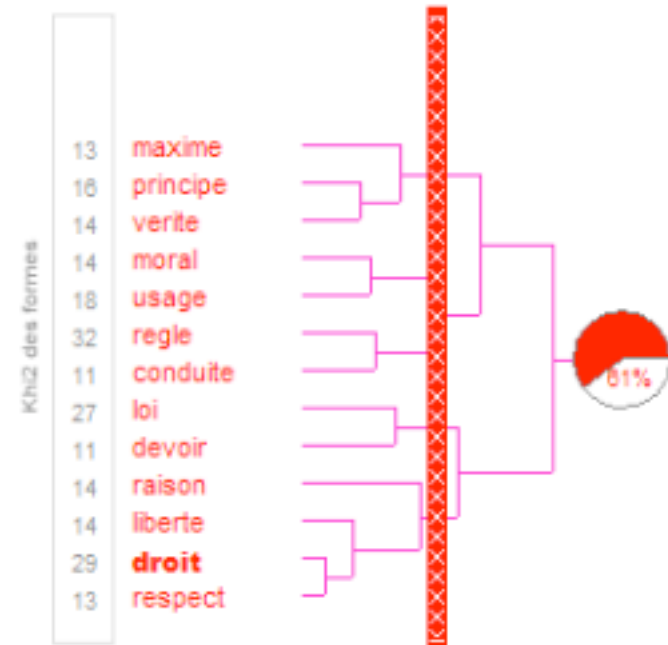 Khi2 des formes
13 maxime
16 principe
14 verite
14 moral
18 usage
32 regle
11 conduite
27 loi
11 devoir
14 raison
14 liberte
29 droit
13 respect
61%